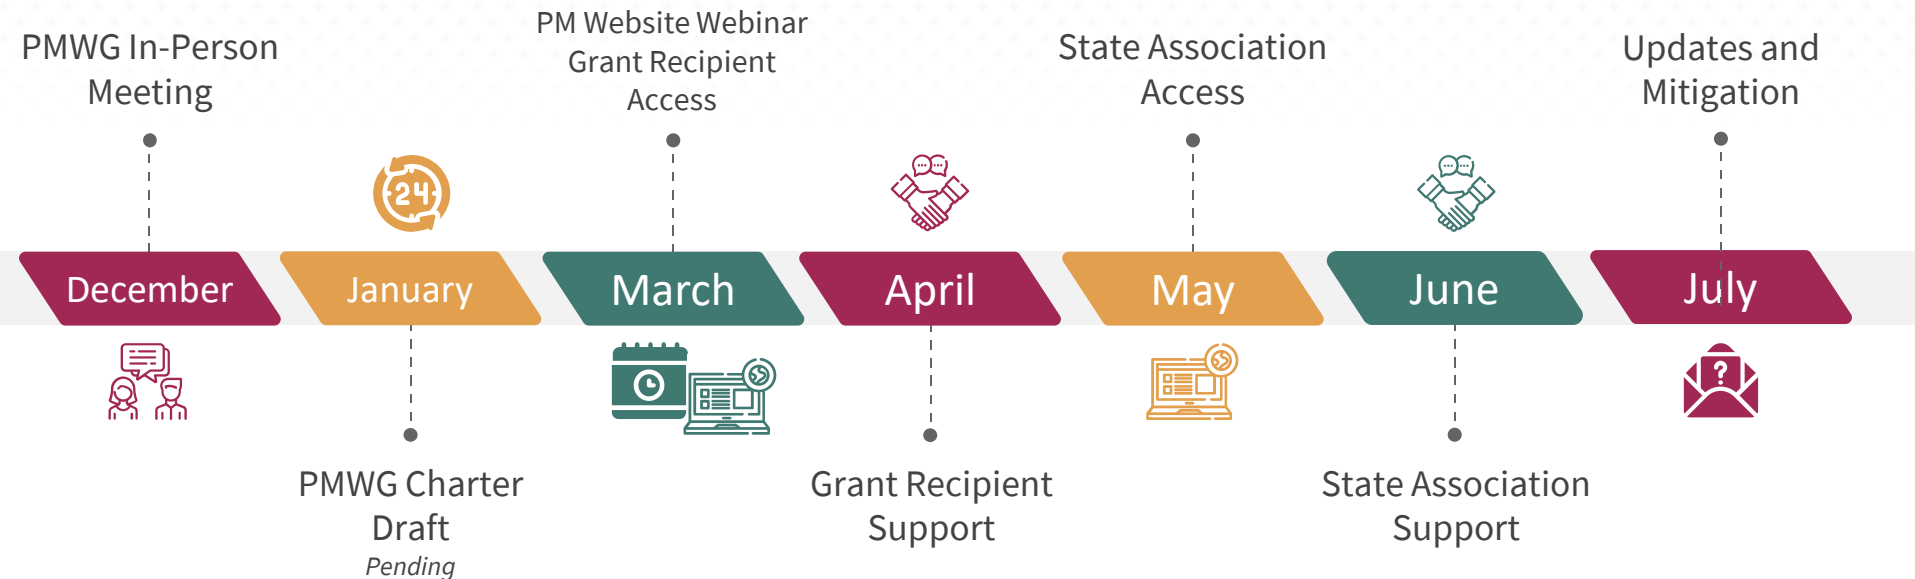 PMWG In-Person
Meeting
PM Website Webinar
Grant Recipient
Access
State Association
Access
Updates and
Mitigation
24
December
January
March
April
May
June
July
?
PMWG Charter
Draft
Pending
Grant Recipient
Support
State Association
Support